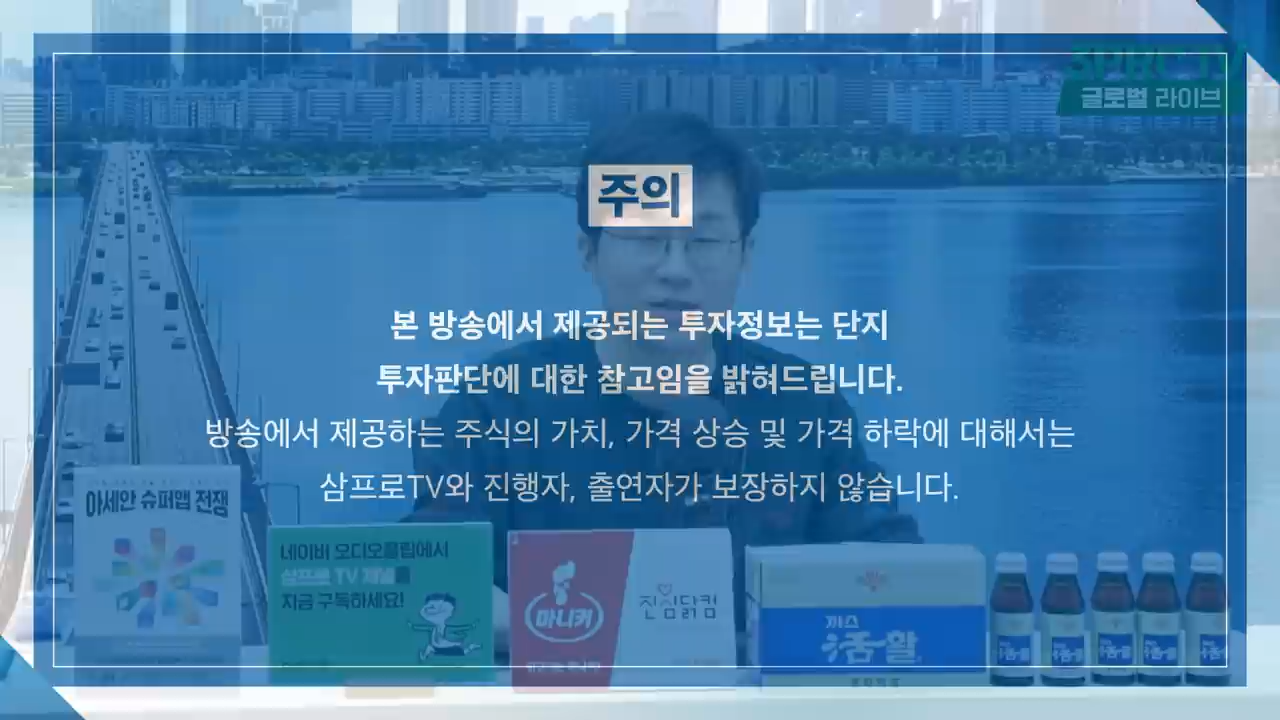 3PROTV
글로벌 라이브
주의
본 방송에서 제공되는 투자정보는 단지
투자판단에 대한 참고임을 밝혀드립니다.
방송에서 제공하는 주식의 가치, 가격 상승 및 가격 하락에 대해서는
삼프로TV와 진행자, 출연자가 보장하지 않습니다.
아세안 슈퍼앱 전쟁
네이버 오디오클립에서
삼프로 TV 채널을
지금 구독하세요!
마니커
진심닭컴
까스
活활